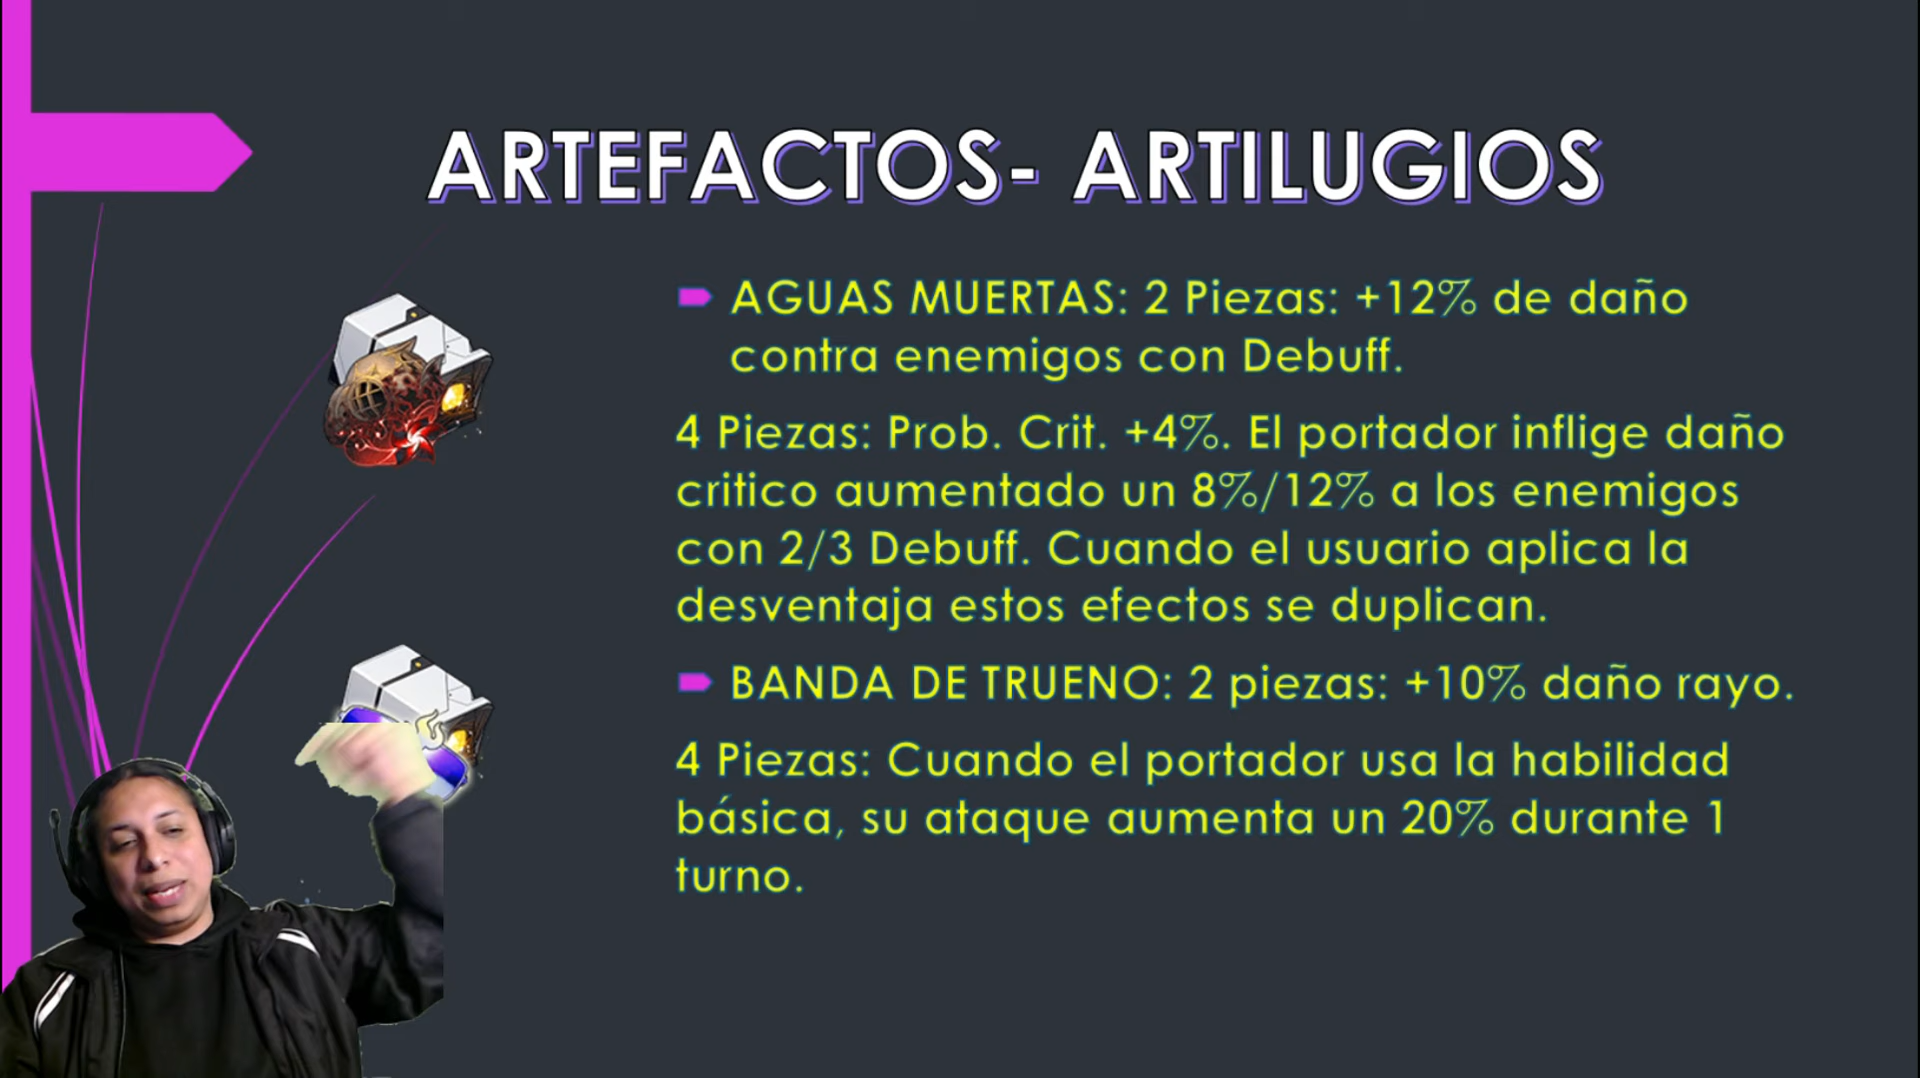 ARTEFACTOS- ARTILUGIOS
AGUAS MUERTAS: 2 Piezas: +12% de daño
contra enemigos con Debuff.
4 Piezas: Prob. Crit. +4%. El portador inflige daño
critico aumentado un 8%/12% a los enemigos
con 2/3 Debuff. Cuando el usuario aplica la
desventaja estos efectos se duplican.
BANDA DE TRUENO: 2 piezas: +10% daño rayo.
4 Piezas: Cuando el portador usa la habilidad
básica, su ataque aumenta un 20% durante 1
turno.